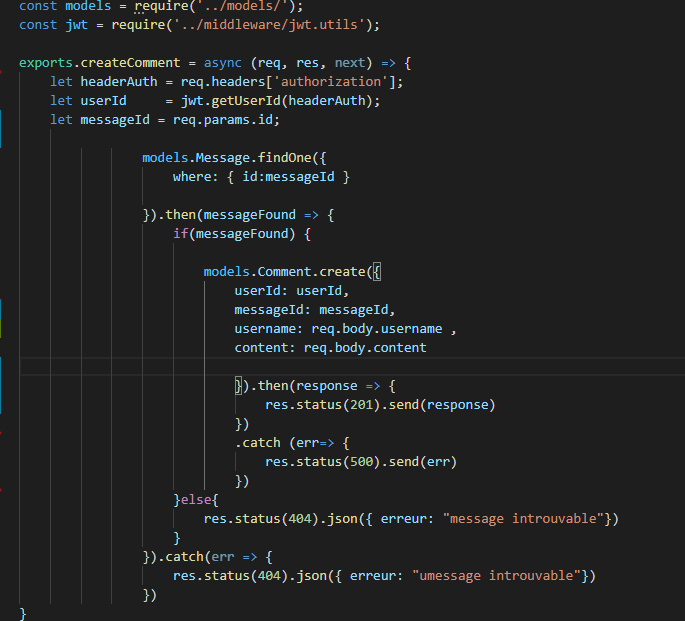 const models = require('../models/');
const jwt = require('../middleware/jwt.utils');
exports.createComment = async (req, res, next) => {
let headerAuth = req.headers['authorization'];
let userId = jwt.getUserId(headerAuth);
let messageId = req.params.id;
models.Message.findOne({
where: { id:messageId }
}).then(messageFound => {
if(messageFound) {
models.Comment.create({
userId: userId,
messageId: messageId,
username: req.body.username ,
content: req.body.content
}).then(response => {
res.status(201).send(response)
})
.catch (err=> {
res.status(500).send(err)
})
}else{
res.status(404).json({ erreur: "message introuvable"})
}
}).catch(err => {
res.status(404).json({ erreur: "umessage introuvable"})
})
}